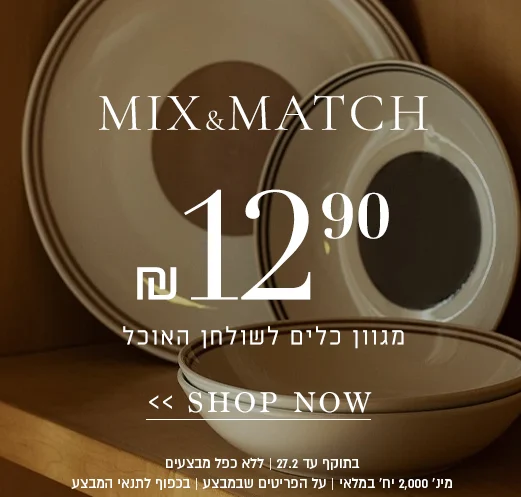 MIX&MATCH
₪12.90
מגוון כלים לשולחן האוכל
<< SHOP NOW
בתוקף עד 27.2 | ללא כפל מבצעים
מינ' 2,000 יח' במלאי | על הפריטים שבמבצע | בכפוף לתנאי המבצע